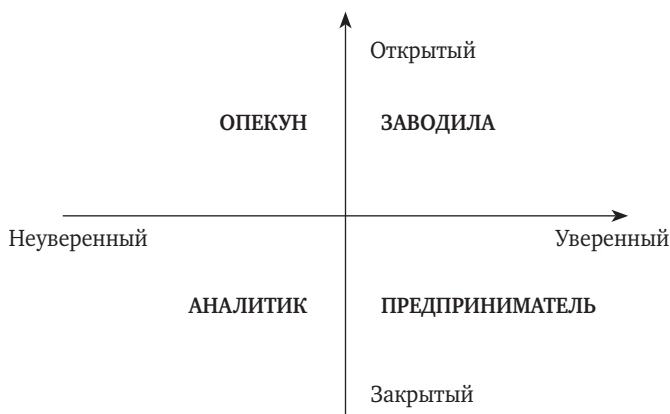 Открытый
ОПЕКУН ЗАВОДИЛА
Неуверенный Уверенный
АНАЛИТИК ПРЕДПРИНИМАТЕЛЬ
Закрытый